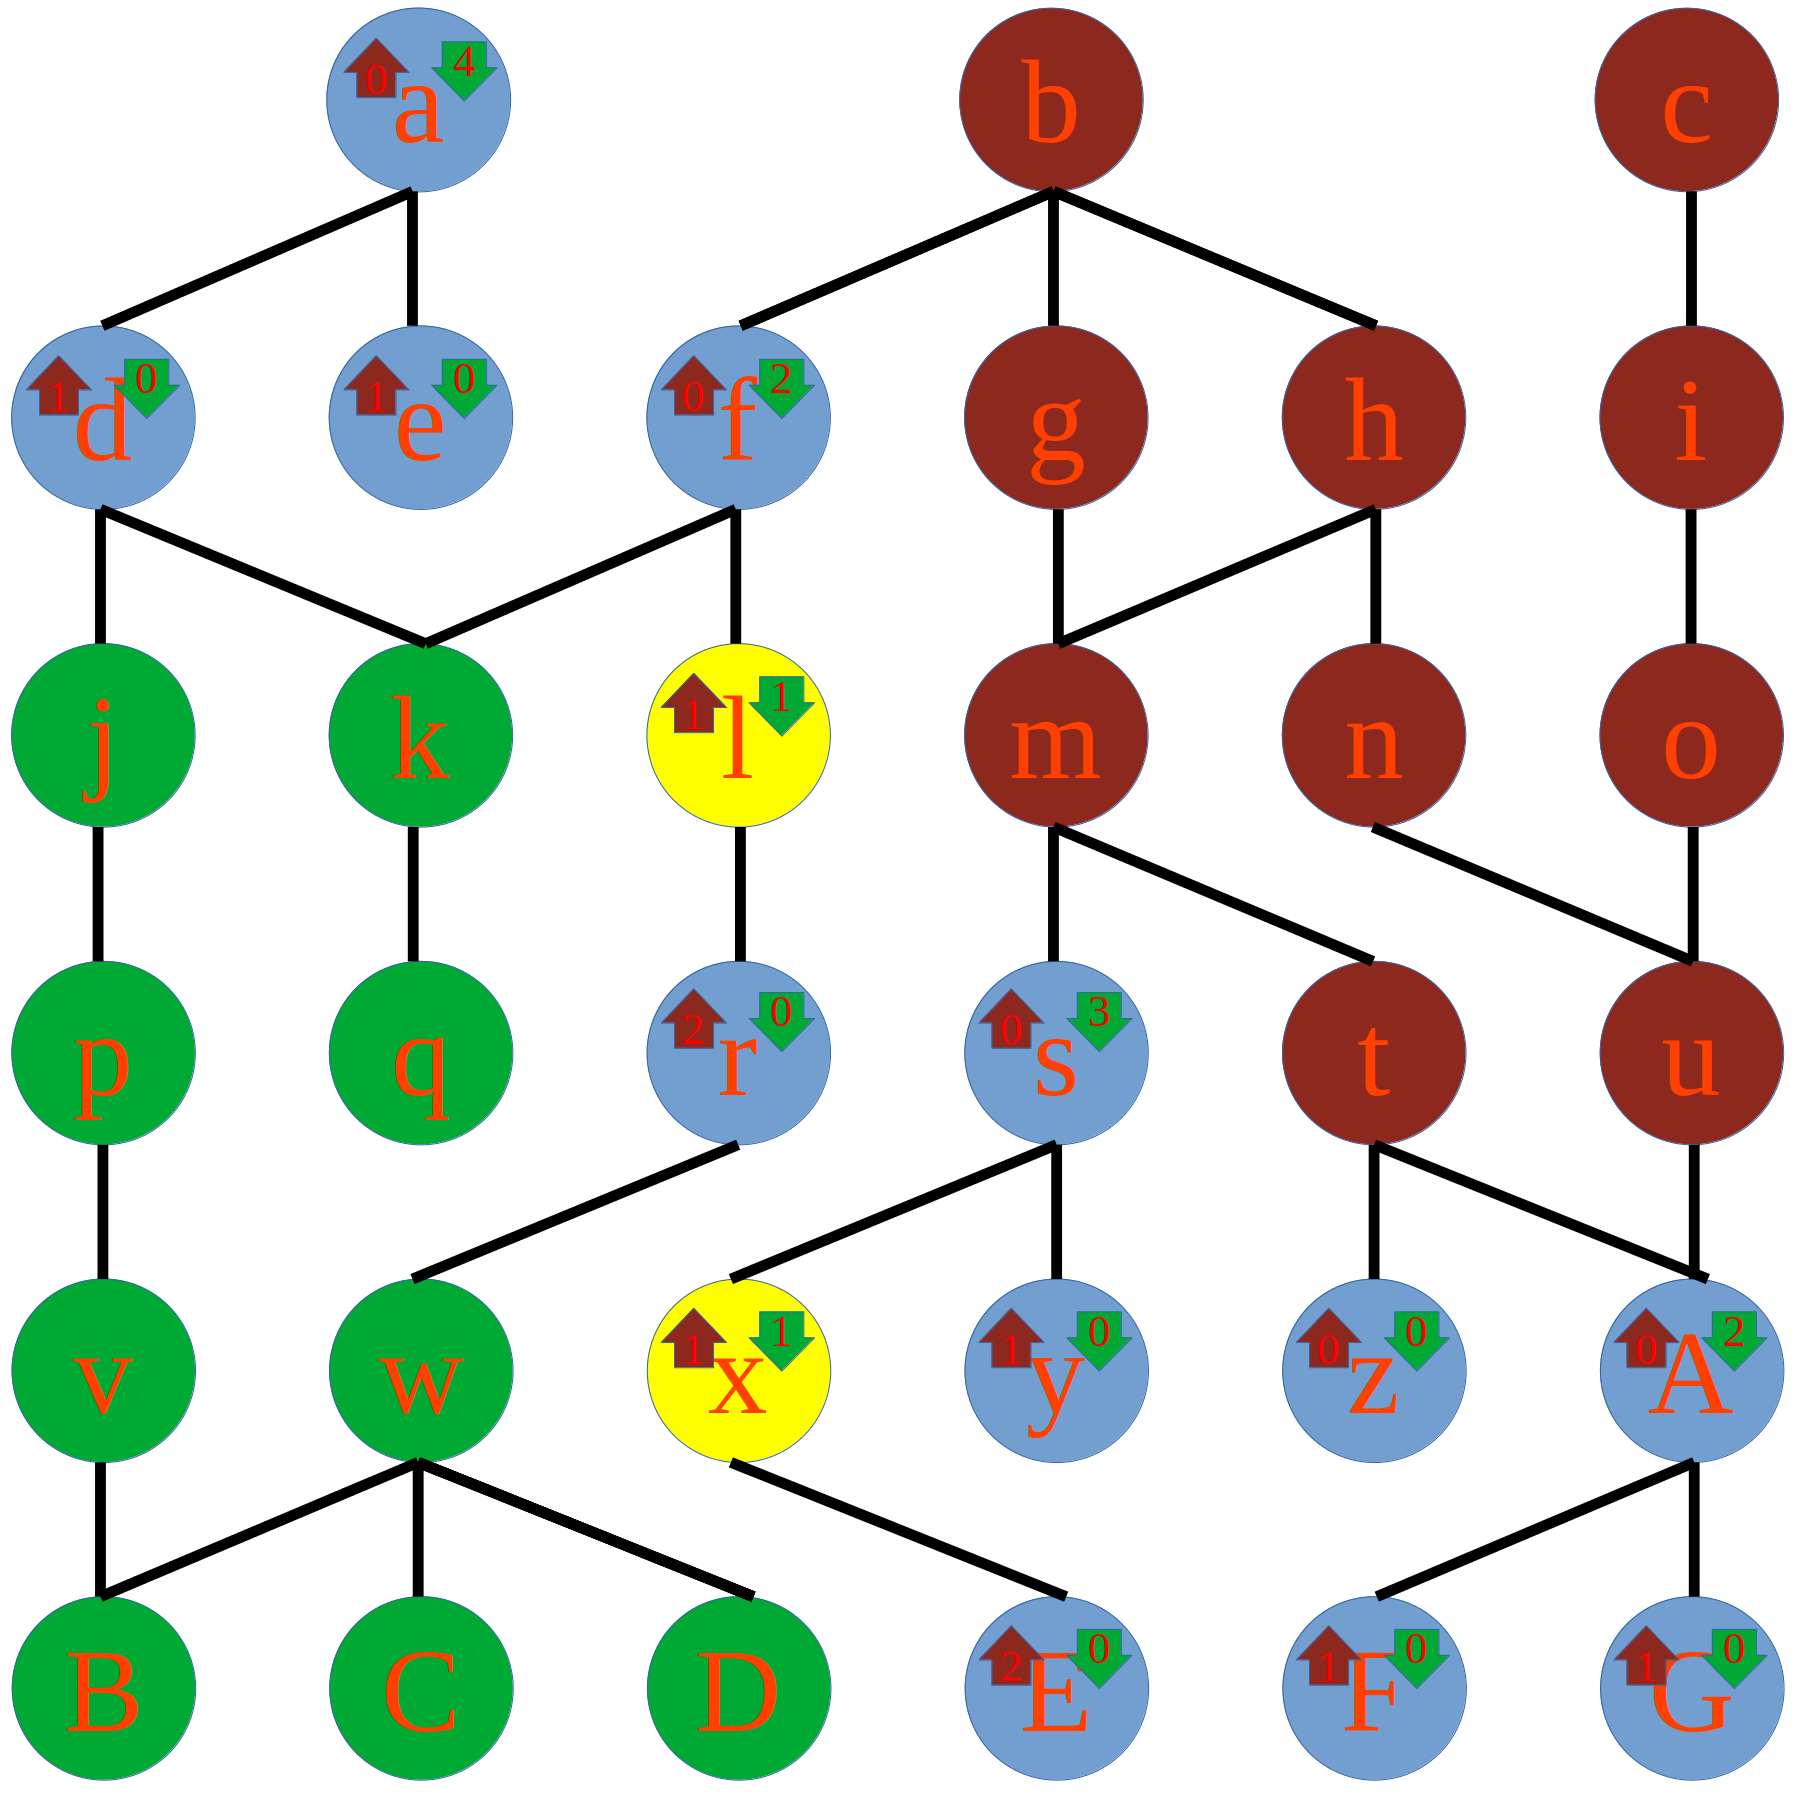 0 4 a b c
1 0 d 1 0 e 0 2 f g h i
j k 1 1 l m n o
p q 2 0 r 0 3 s t u
v w 1 1 x 1 0 y 0 0 z 0 2 A
B C D 2 0 E 1 0 F 1 0 G